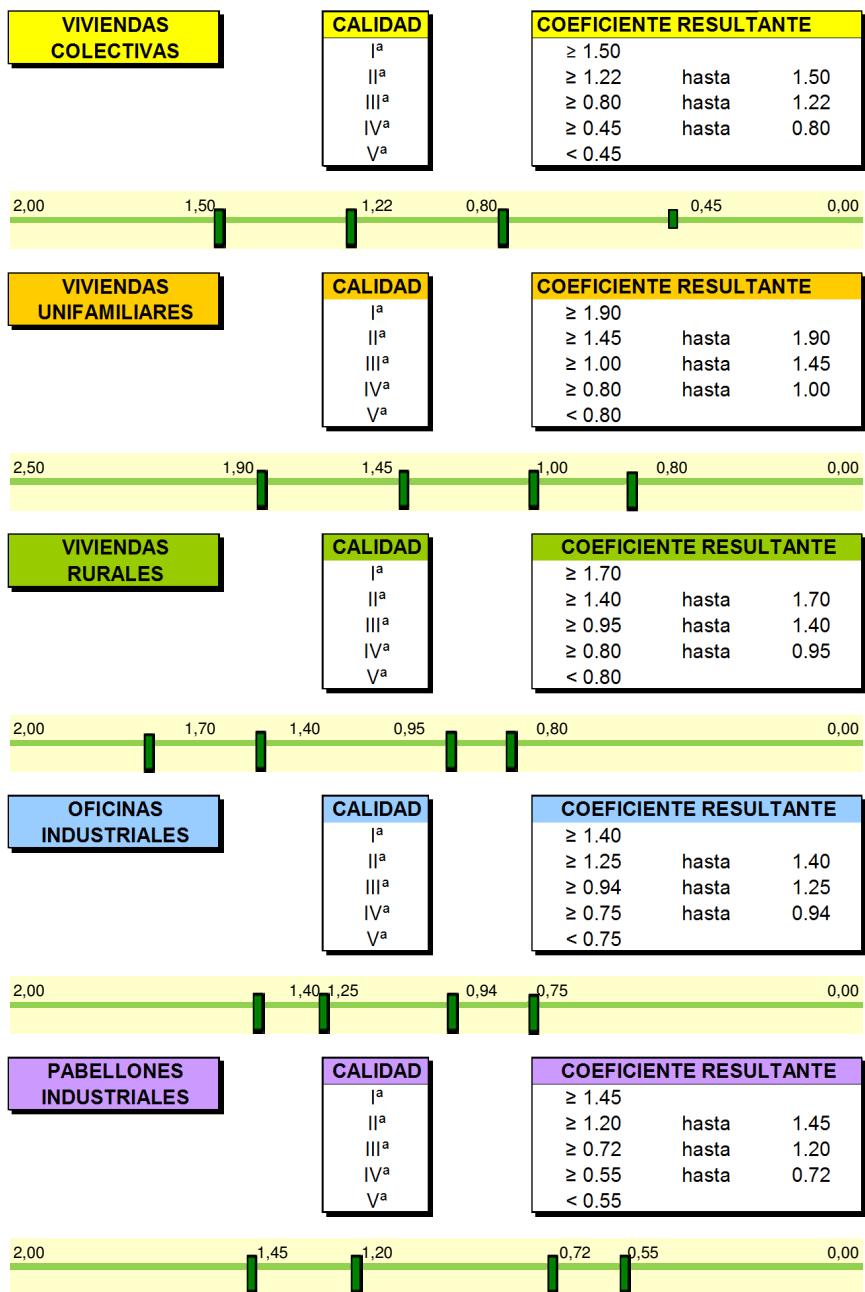 VIVIENDAS COLECTIVAS
CALIDAD COEFICIENTE RESULTANTE
Iª ≥ 1.50
IIª ≥ 1.22 hasta 1.50
IIIª ≥ 0.80 hasta 1.22
IVª ≥ 0.45 hasta 0.80
Vª < 0.45
2,00 1,50 1,22 0,80 0,45 0,00
VIVIENDAS UNIFAMILIARES
CALIDAD COEFICIENTE RESULTANTE
Iª ≥ 1.90
IIª ≥ 1.45 hasta 1.90
IIIª ≥ 1.00 hasta 1.45
IVª ≥ 0.80 hasta 1.00
Vª < 0.80
2,50 1,90 1,45 1,00 0,80 0,00
VIVIENDAS RURALES
CALIDAD COEFICIENTE RESULTANTE
Iª ≥ 1.70
IIª ≥ 1.40 hasta 1.70
IIIª ≥ 0.95 hasta 1.40
IVª ≥ 0.80 hasta 0.95
Vª < 0.80
2,00 1,70 1,40 0,95 0,80 0,00
OFICINAS INDUSTRIALES
CALIDAD COEFICIENTE RESULTANTE
Iª ≥ 1.40
IIª ≥ 1.25 hasta 1.40
IIIª ≥ 0.94 hasta 1.25
IVª ≥ 0.75 hasta 0.94
Vª < 0.75
2,00 1,40 1,25 0,94 0,75 0,00
PABELLONES INDUSTRIALES
CALIDAD COEFICIENTE RESULTANTE
Iª ≥ 1.45
IIª ≥ 1.20 hasta 1.45
IIIª ≥ 0.72 hasta 1.20
IVª ≥ 0.55 hasta 0.72
Vª < 0.55
2,00 1,45 1,20 0,72 0,55 0,00